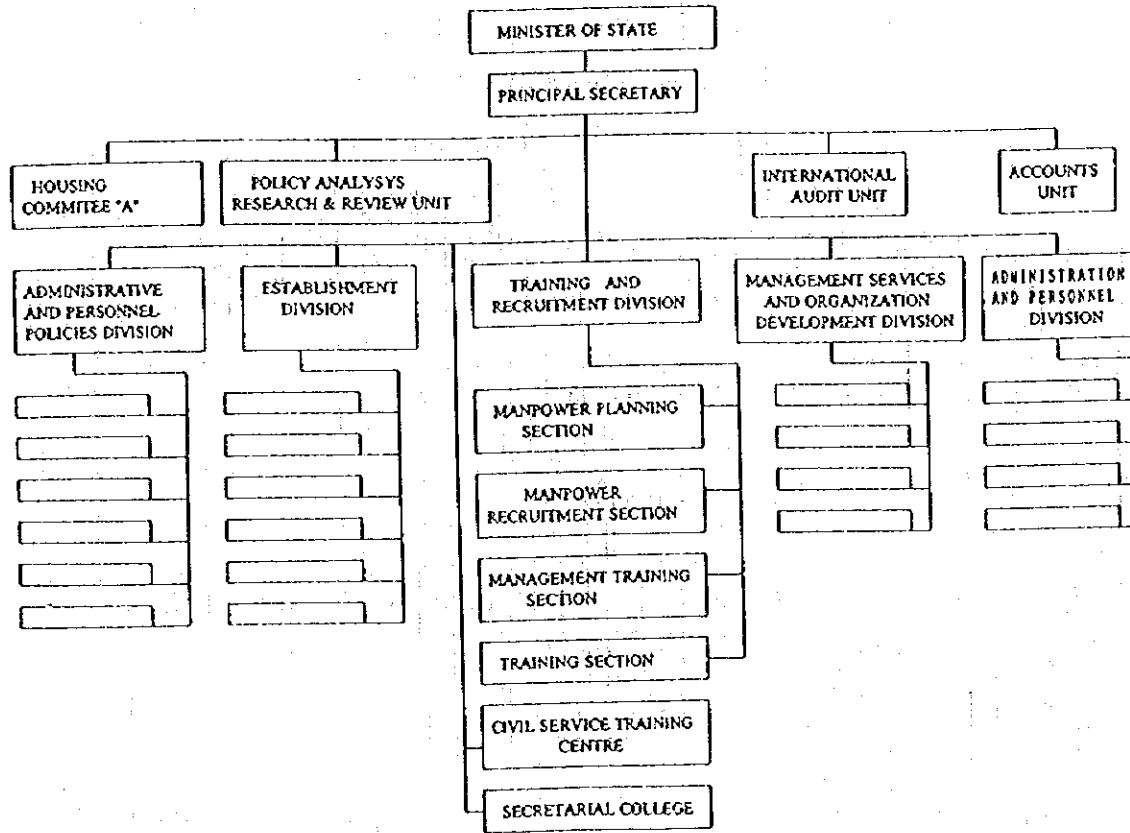 MINISTER OF STATE
PRINCIPAL SECRETARY
HOUSING
COMMITEE "A"
POLICY ANALYSYS
RESEARCH & REVIEW UNIT
INTERNATIONAL
AUDIT UNIT
ACCOUNTS
UNIT
ADMINISTRATIVE
AND PERSONNEL
POLICIES DIVISION
ESTABLISHMENT
DIVISION
TRAINING AND
RECRUITMENT DIVISION
MANAGEMENT SERVICES
AND ORGANIZATION
DEVELOPMENT DIVISION
ADMINISTRATION
AND PERSONNEL
DIVISION
MANPOWER PLANNING
SECTION
MANPOWER
RECRUITMENT SECTION
MANAGEMENT TRAINING
SECTION
TRAINING SECTION
CIVIL SERVICE TRAINING
CENTRE
SECRETARIAL COLLEGE